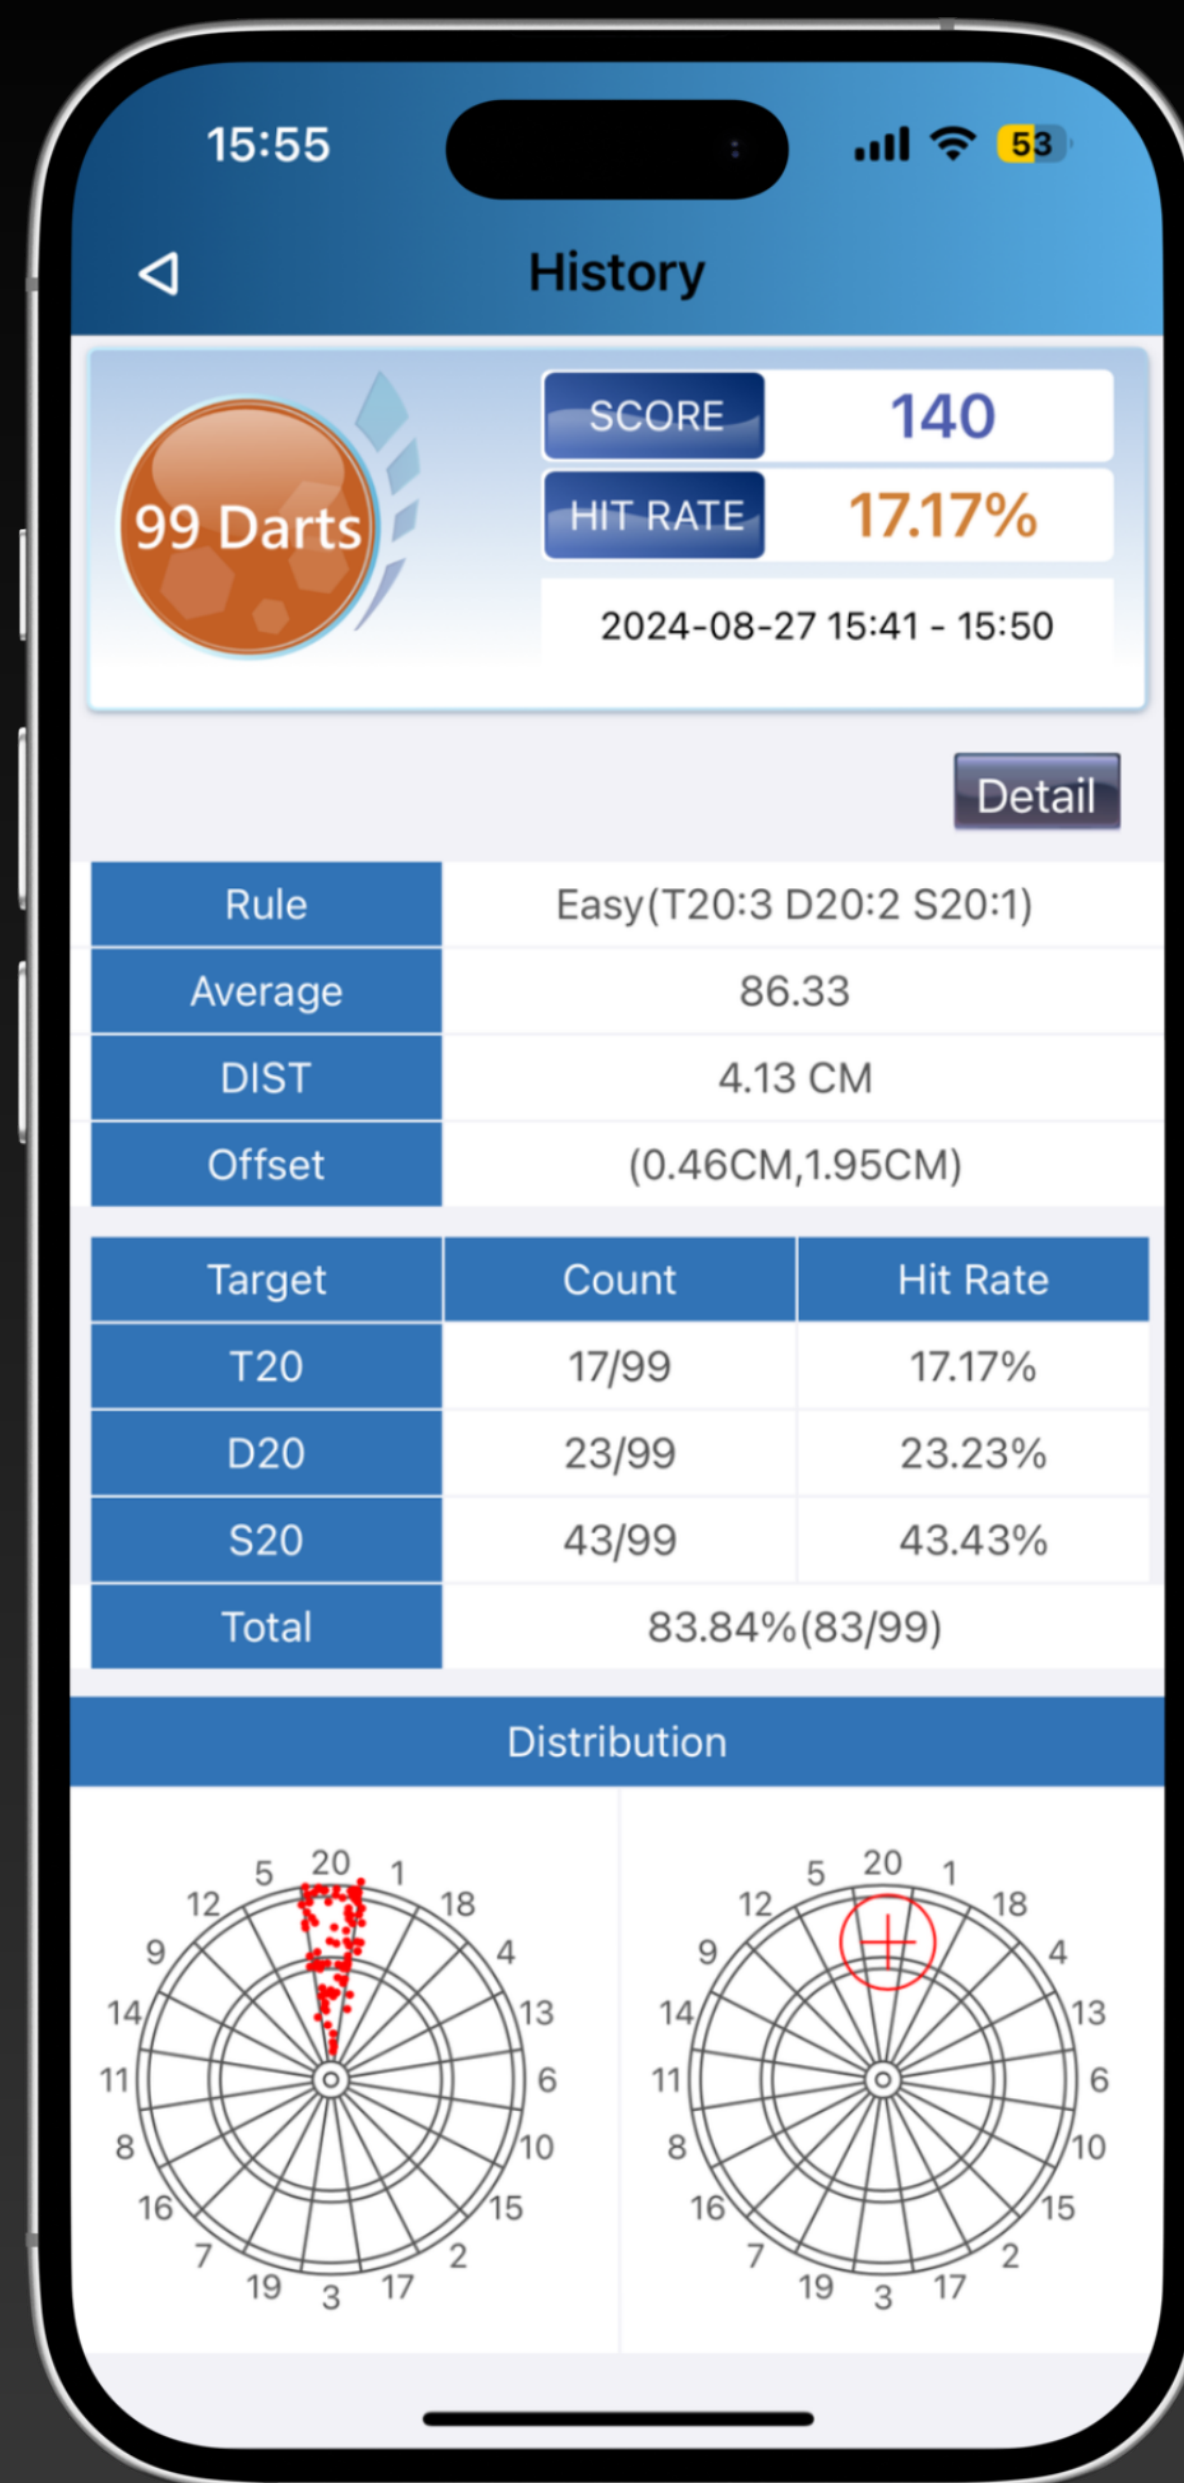 15:55
53
History
99 Darts
SCORE 140
HIT RATE 17.17%
2024-08-27 15:41 - 15:50
Detail
Rule Easy(T20:3 D20:2 S20:1)
Average 86.33
DIST 4.13 CM
Offset (0.46CM,1.95CM)
Target Count Hit Rate
T20 17/99 17.17%
D20 23/99 23.23%
S20 43/99 43.43%
Total 83.84%(83/99)
Distribution
20 1 18 4 13 6 10 15 2 17 3 19 7 16 8 11 14 9 12 5
20 1 18 4 13 6 10 15 2 17 3 19 7 16 8 11 14 9 12 5